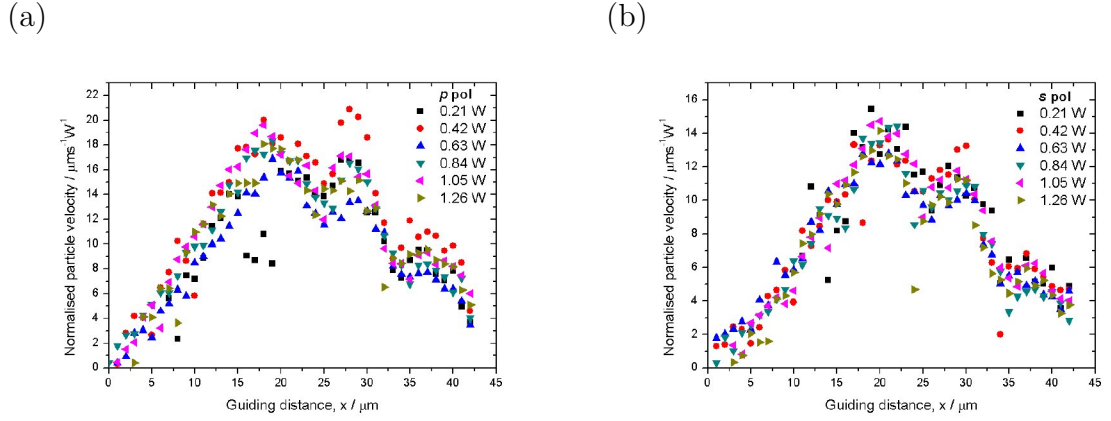 (a)
(b)
Normalised particle velocity / μms⁻¹W⁻¹
22
20
18
16
14
12
10
8
6
4
2
0
p pol
0.21 W
0.42 W
0.63 W
0.84 W
1.05 W
1.26 W
0 5 10 15 20 25 30 35 40 45
Guiding distance, x / μm
Normalised particle velocity / μms⁻¹W⁻¹
16
14
12
10
8
6
4
2
0
s pol
0.21 W
0.42 W
0.63 W
0.84 W
1.05 W
1.26 W
0 5 10 15 20 25 30 35 40 45
Guiding distance, x / μm